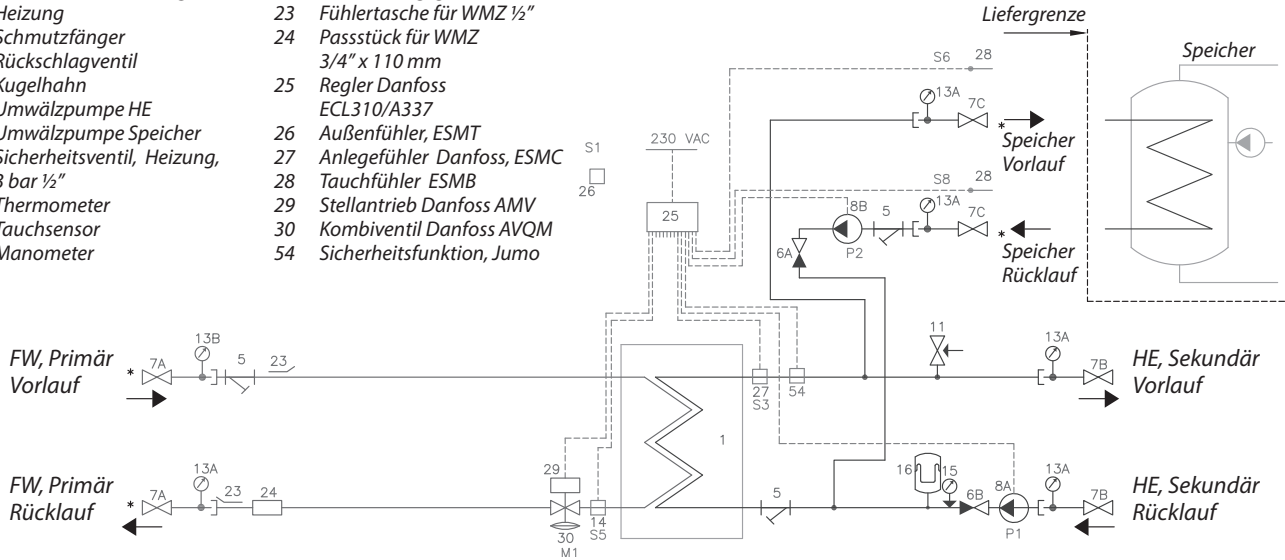 Heizung
Schmutzfänger
Rückschlagventil
Kugelhahn
Umwälzpumpe HE
Umwälzpumpe Speicher
Sicherheitsventil, Heizung,
3 bar ½”
Thermometer
Tauchsensor
Manometer
23 Fühlertasche für WMZ ½”
24 Passstück für WMZ
3/4” x 110 mm
25 Regler Danfoss
ECL310/A337
26 Außenfühler, ESMT
27 Anlegefühler Danfoss, ESMC
28 Tauchfühler ESMB
29 Stellantrieb Danfoss AMV
30 Kombiventil Danfoss AVQM
54 Sicherheitsfunktion, Jumo
Liefergrenze
Speicher
S6 28
13A 7C
*
Speicher
Vorlauf
230 VAC
S1
26
25
S8 28
13A 7C
8B 5
*
6A P2
Speicher
Rücklauf
FW, Primär
Vorlauf
* 7A 13B 5 23
27
S3
54
11
13A
7B
HE, Sekundär
Vorlauf
1
FW, Primär
Rücklauf
* 7A 13A 23 24
29
30
M1
14
S5
5
16 15
6B 8A
P1
13A
7B
HE, Sekundär
Rücklauf